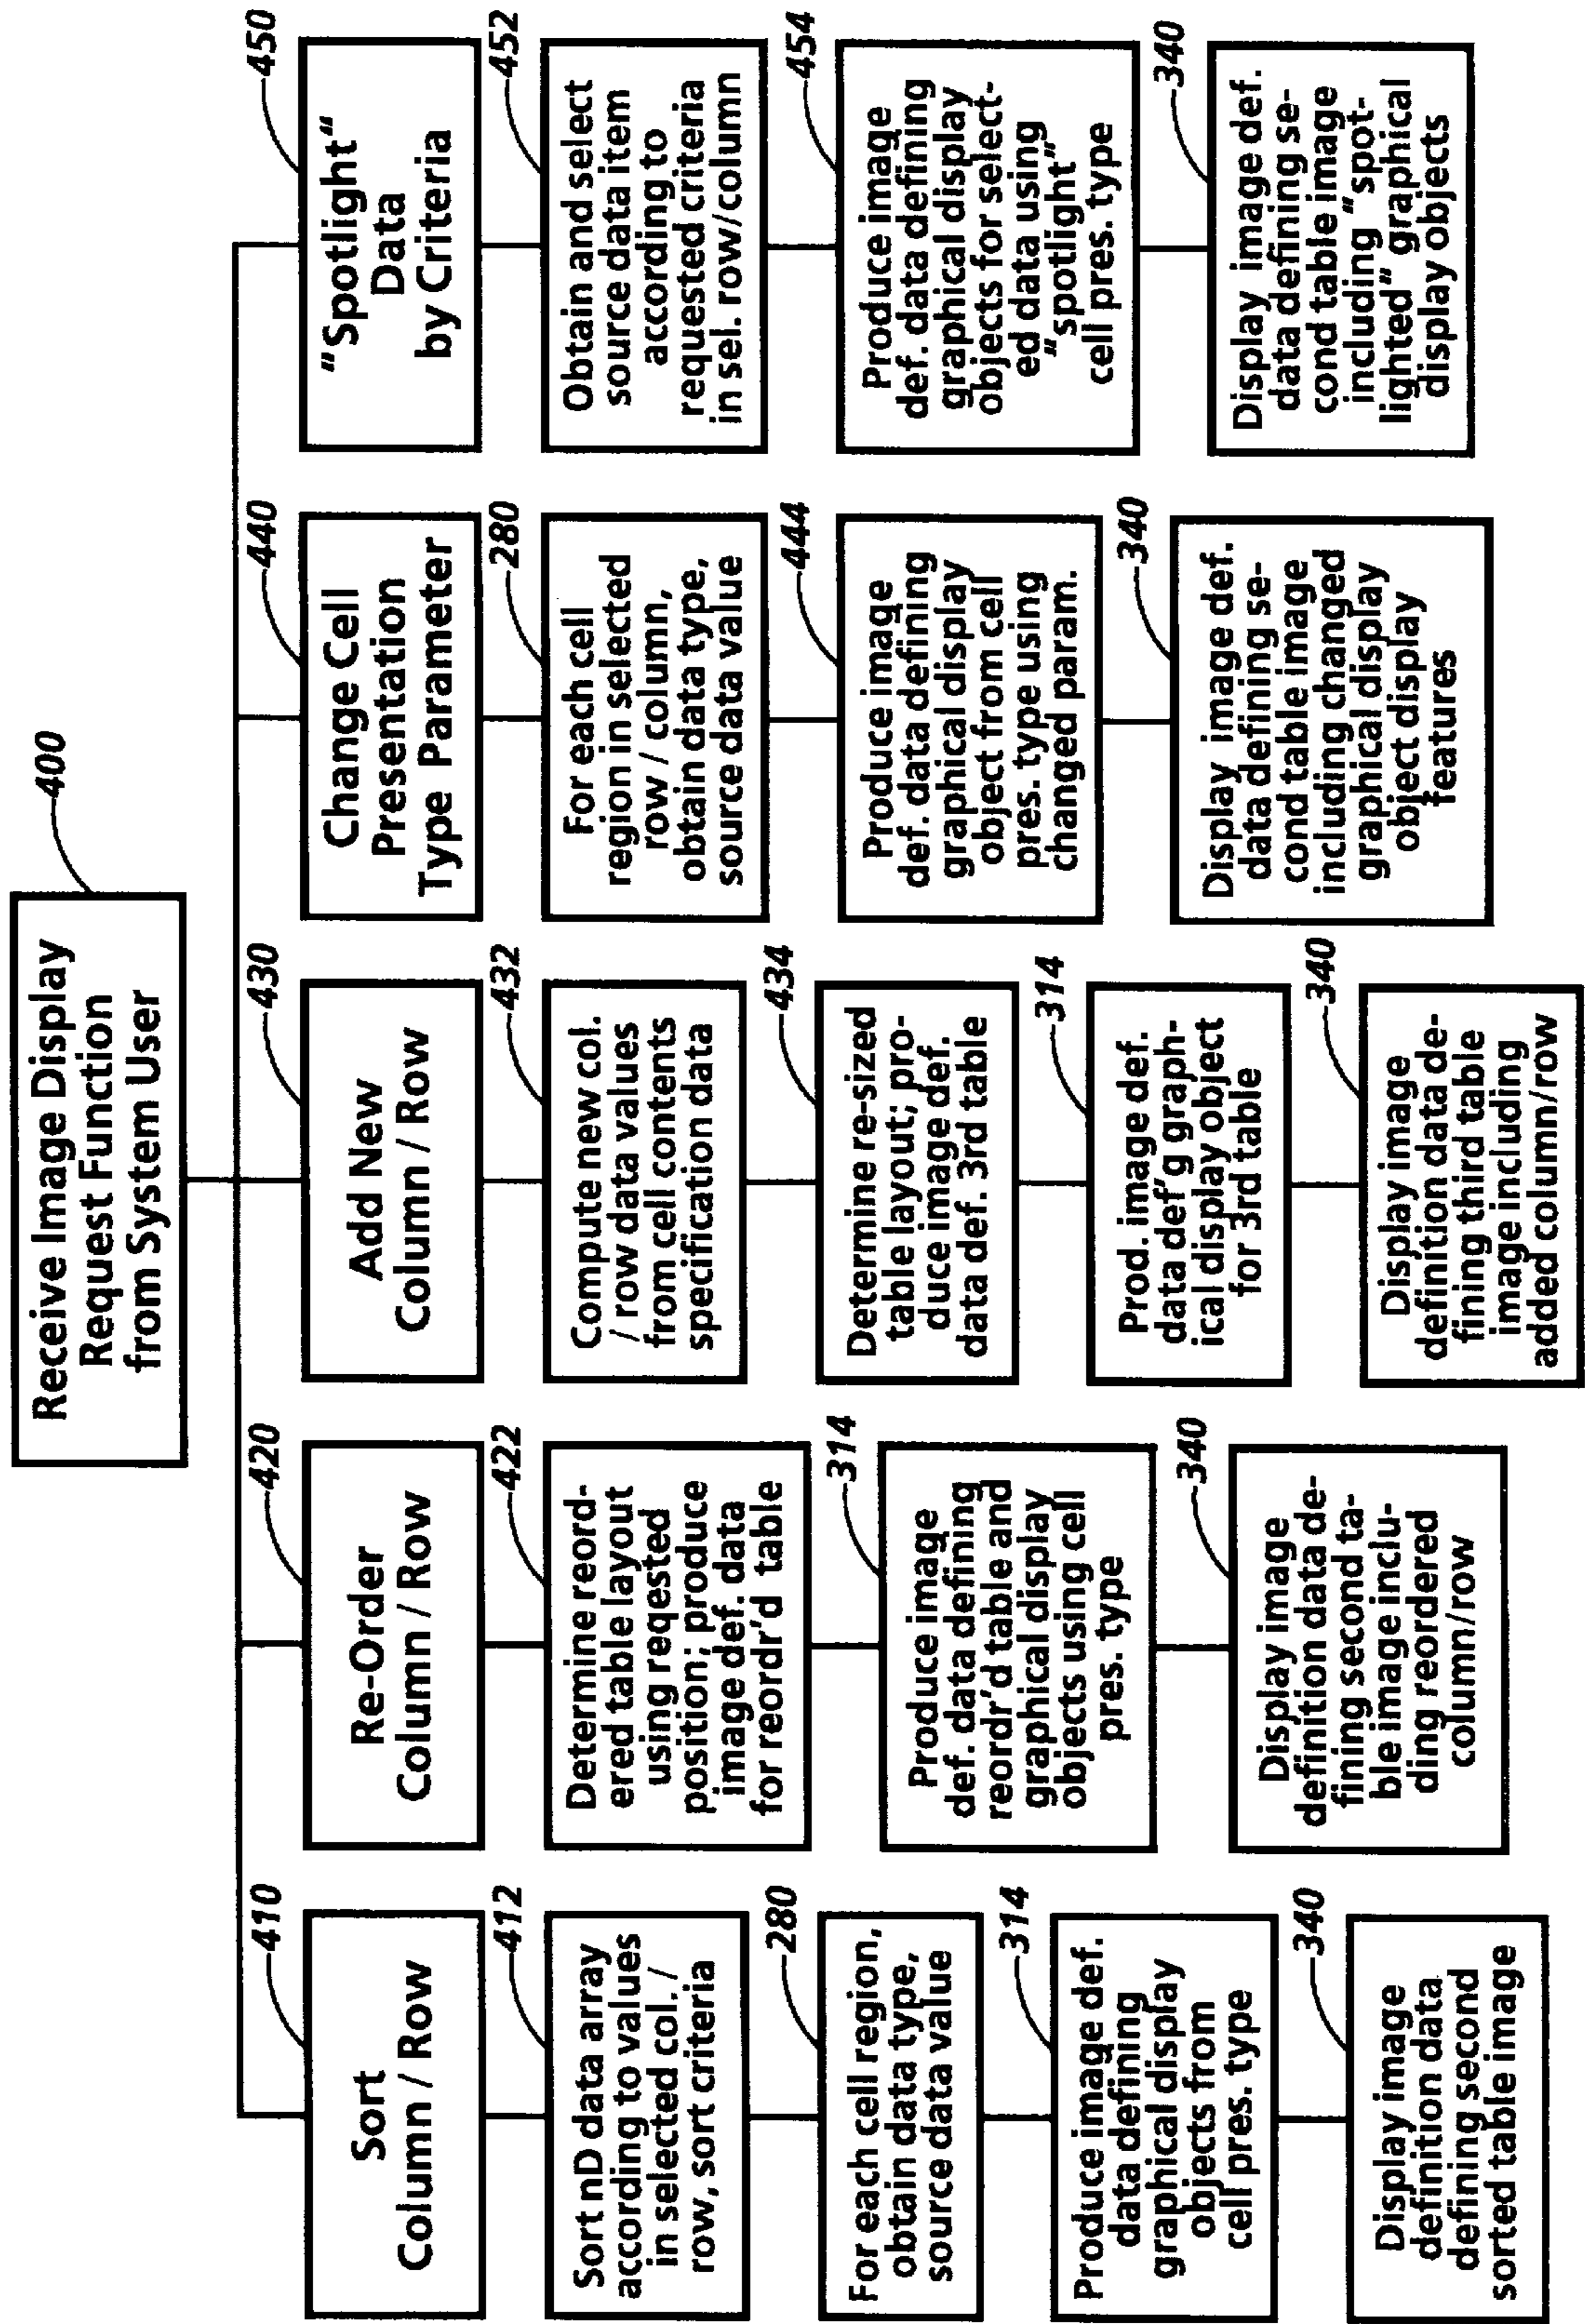 Receive Image Display
Request Function
from System User
400
Sort
Column / Row
410
Sort nD data array
according to values
in selected col. /
row, sort criteria
412
For each cell region,
obtain data type,
source data value
280
Produce image def.
data defining
graphical display
objects from
cell pres. type
314
Display image
definition data
defining second
sorted table image
340
Re-Order
Column / Row
420
Determine reord-
ered table layout
using reqested
position; produce
image def. data
for reordr'd table
422
Produce image
def. data defining
reordr'd table and
graphical display
objects using cell
pres. type
314
Display image
definition data de-
fining second ta-
ble image inclu-
ding reordered
column/row
340
Add New
Column / Row
430
Compute new col.
/ row data values
from cell contents
specification data
432
Determine re-sized
table layout; pro-
duce image def.
data def. 3rd table
434
Prod. image def.
data def'g graph-
ical display object
for 3rd table
314
Display image
definition data de-
fining third table
image including
added column/row
340
Change Cell
Presentation
Type Parameter
440
For each cell
region in selected
row / column,
obtain data type,
source data value
280
Produce image
def. data defining
graphical display
object from cell
pres. type using
changed param.
444
Display image def.
data defining se-
cond table image
including changed
graphical display
object display
features
340
"Spotlight"
Data
by Criteria
450
Obtain and select
source data item
according to
requested criteria
in sel. row/column
452
Produce image
def. data defining
graphical display
objects for select-
ed data using
"spotlight"
cell pres. type
454
Display image def.
data defining se-
cond table image
including "spot-
lighted" graphical
display objects
340